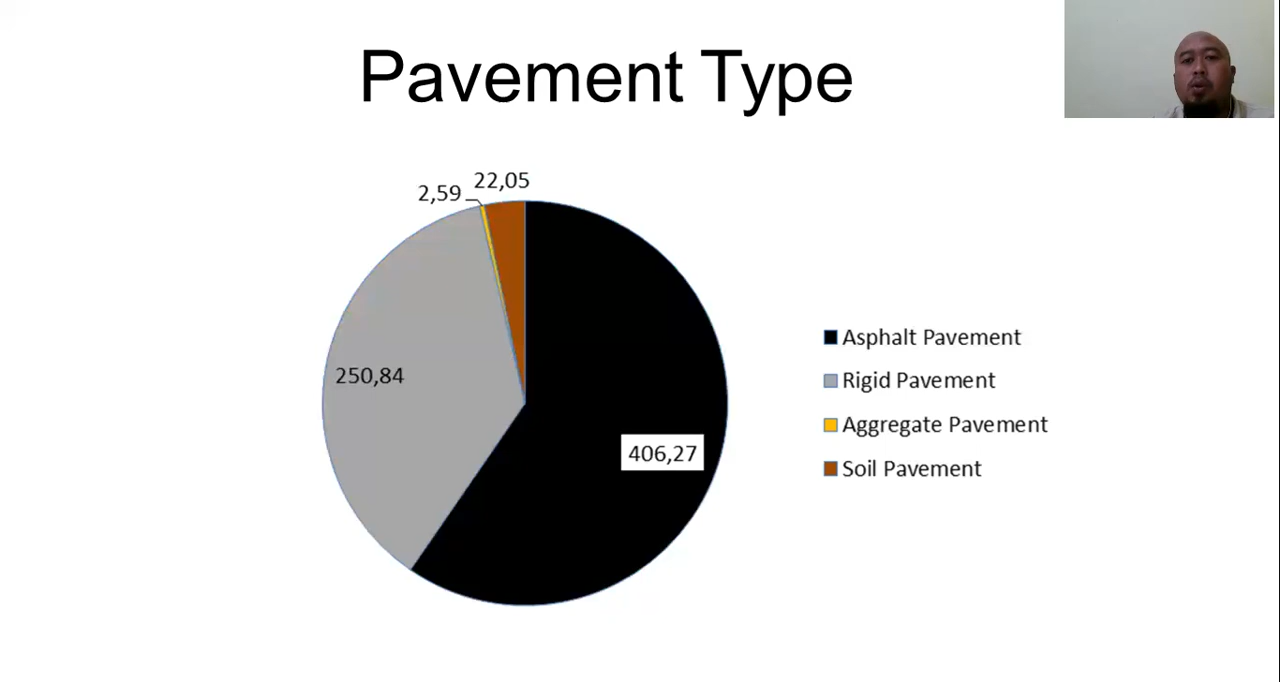 Pavement Type
2,59
22,05
250,84
406,27
Asphalt Pavement
Rigid Pavement
Aggregate Pavement
Soil Pavement